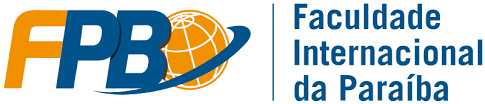 FPB
Faculdade
Internacional
da Paraíba